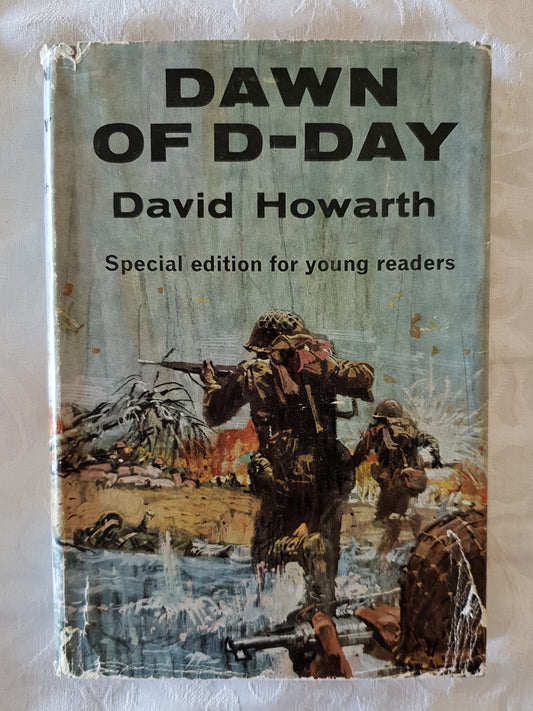 DAWN
OF D-DAY
David Howarth
Special edition for young readers